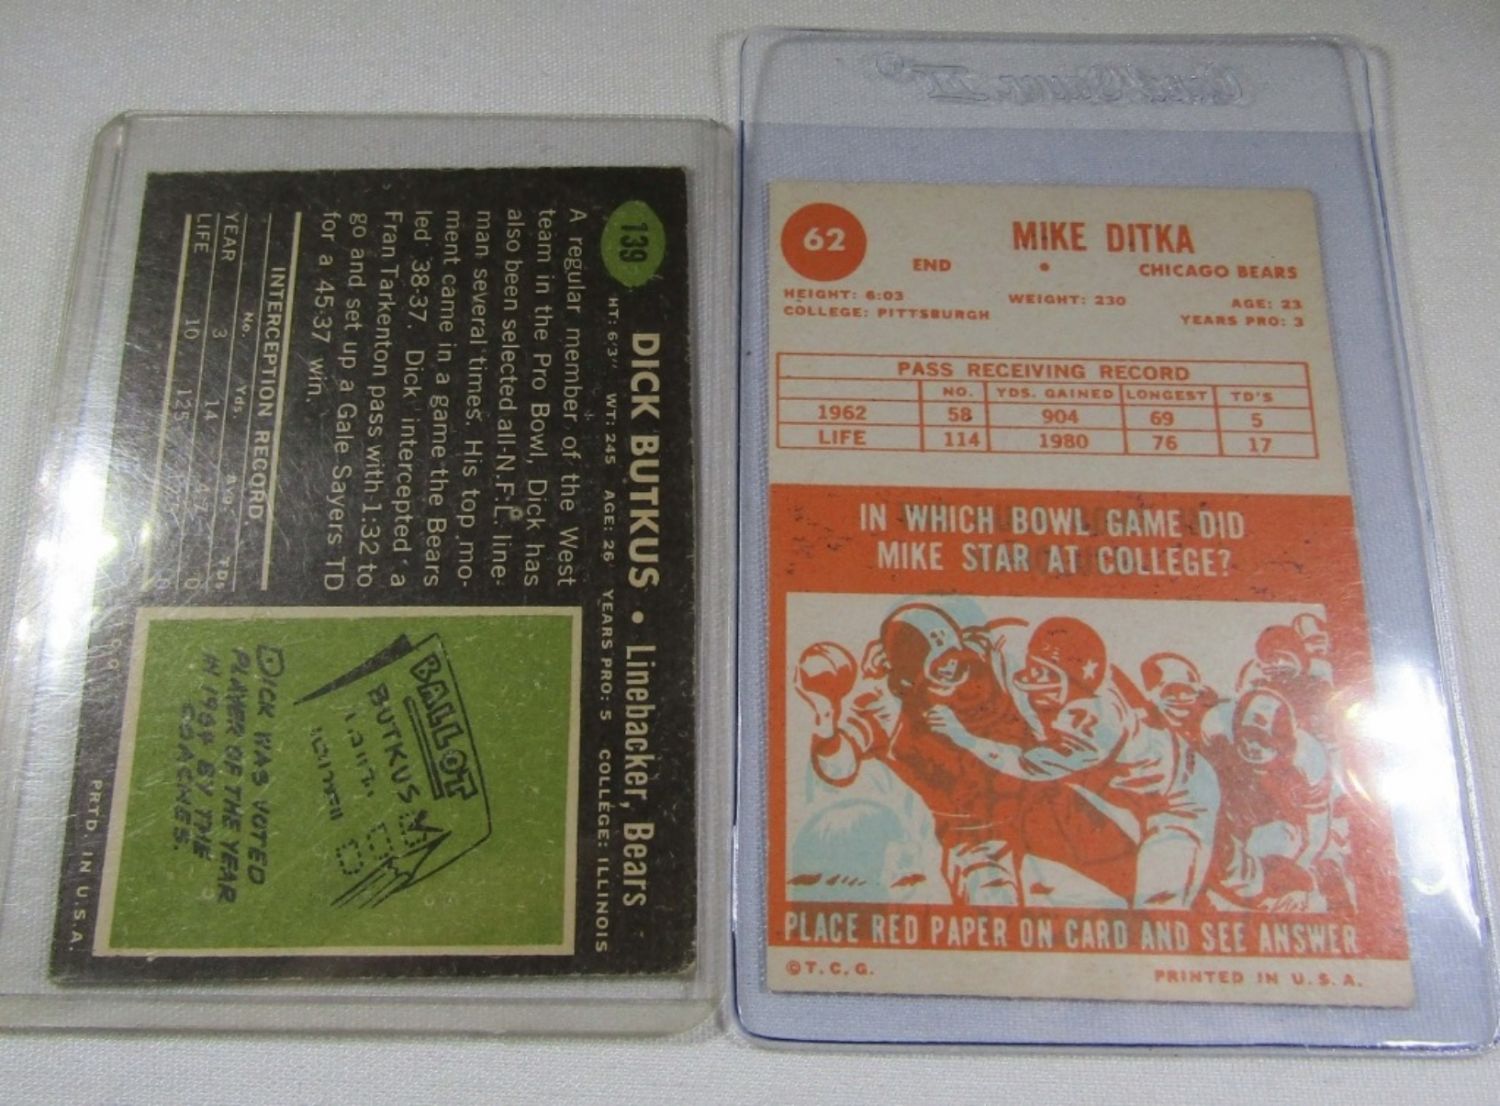 139
DICK BUTKUS • Linebacker, Bears
HT: 6'3" WT: 245 AGE: 26 YEARS PRO: 5 COLLEGE: ILLINOIS
A regular member of the West
team in the Pro Bowl, Dick has
also been selected all-N.F.L. line-
man several times. His top mo-
ment came in a game the Bears
led 38-37. Dick intercepted a
Fran Tarkenton pass with 1:32 to
go and set up a Gale Sayers TD
for a 45-37 win.
INTERCEPTION RECORD
No. Yds. Avg. TDs
YEAR 3 14 4.7 0
LIFE 10 125
BALLOT
BUTKUS
DICK WAS VOTED
PLAYER OF THE YEAR
IN 1964 BY THE
COACHES.
PRTD. IN U.S.A.
62
MIKE DITKA
END • CHICAGO BEARS
HEIGHT: 6:03 WEIGHT: 230 AGE: 23
COLLEGE: PITTSBURGH YEARS PRO: 3
PASS RECEIVING RECORD
NO. YDS. GAINED LONGEST TD'S
1962 58 904 69 5
LIFE 114 1980 76 17
IN WHICH BOWL GAME DID
MIKE STAR AT COLLEGE?
72
PLACE RED PAPER ON CARD AND SEE ANSWER
©T.C.G. PRINTED IN U.S.A.